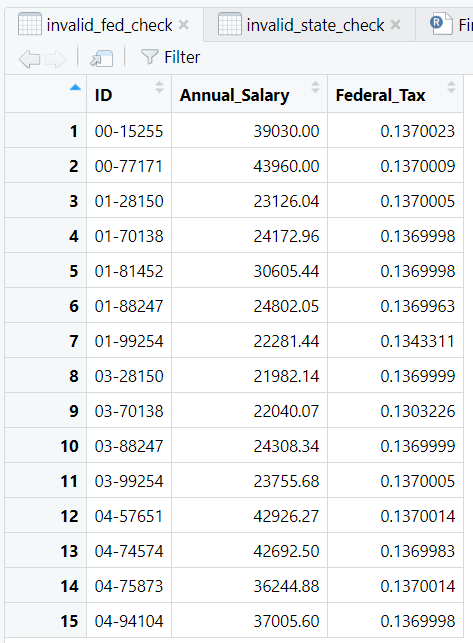 invalid_fed_check invalid_state_check Fi
Filter
ID Annual_Salary Federal_Tax
1 00-15255 39030.00 0.1370023
2 00-77171 43960.00 0.1370009
3 01-28150 23126.04 0.1370005
4 01-70138 24172.96 0.1369998
5 01-81452 30605.44 0.1369998
6 01-88247 24802.05 0.1369963
7 01-99254 22281.44 0.1343311
8 03-28150 21982.14 0.1369999
9 03-70138 22040.07 0.1303226
10 03-88247 24308.34 0.1369999
11 03-99254 23755.68 0.1370005
12 04-57651 42926.27 0.1370014
13 04-74574 42692.50 0.1369983
14 04-75873 36244.88 0.1370014
15 04-94104 37005.60 0.1369998